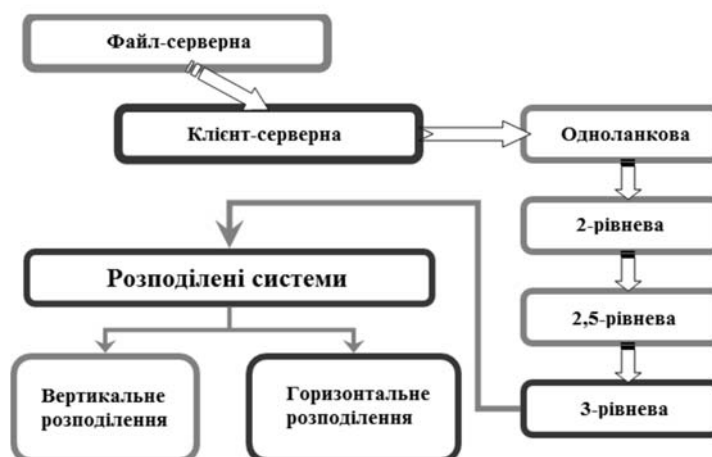 Файл-серверна
Клієнт-серверна
Одноланкова
2-рівнева
2,5-рівнева
3-рівнева
Розподілені системи
Вертикальне
розподілення
Горизонтальне
розподілення